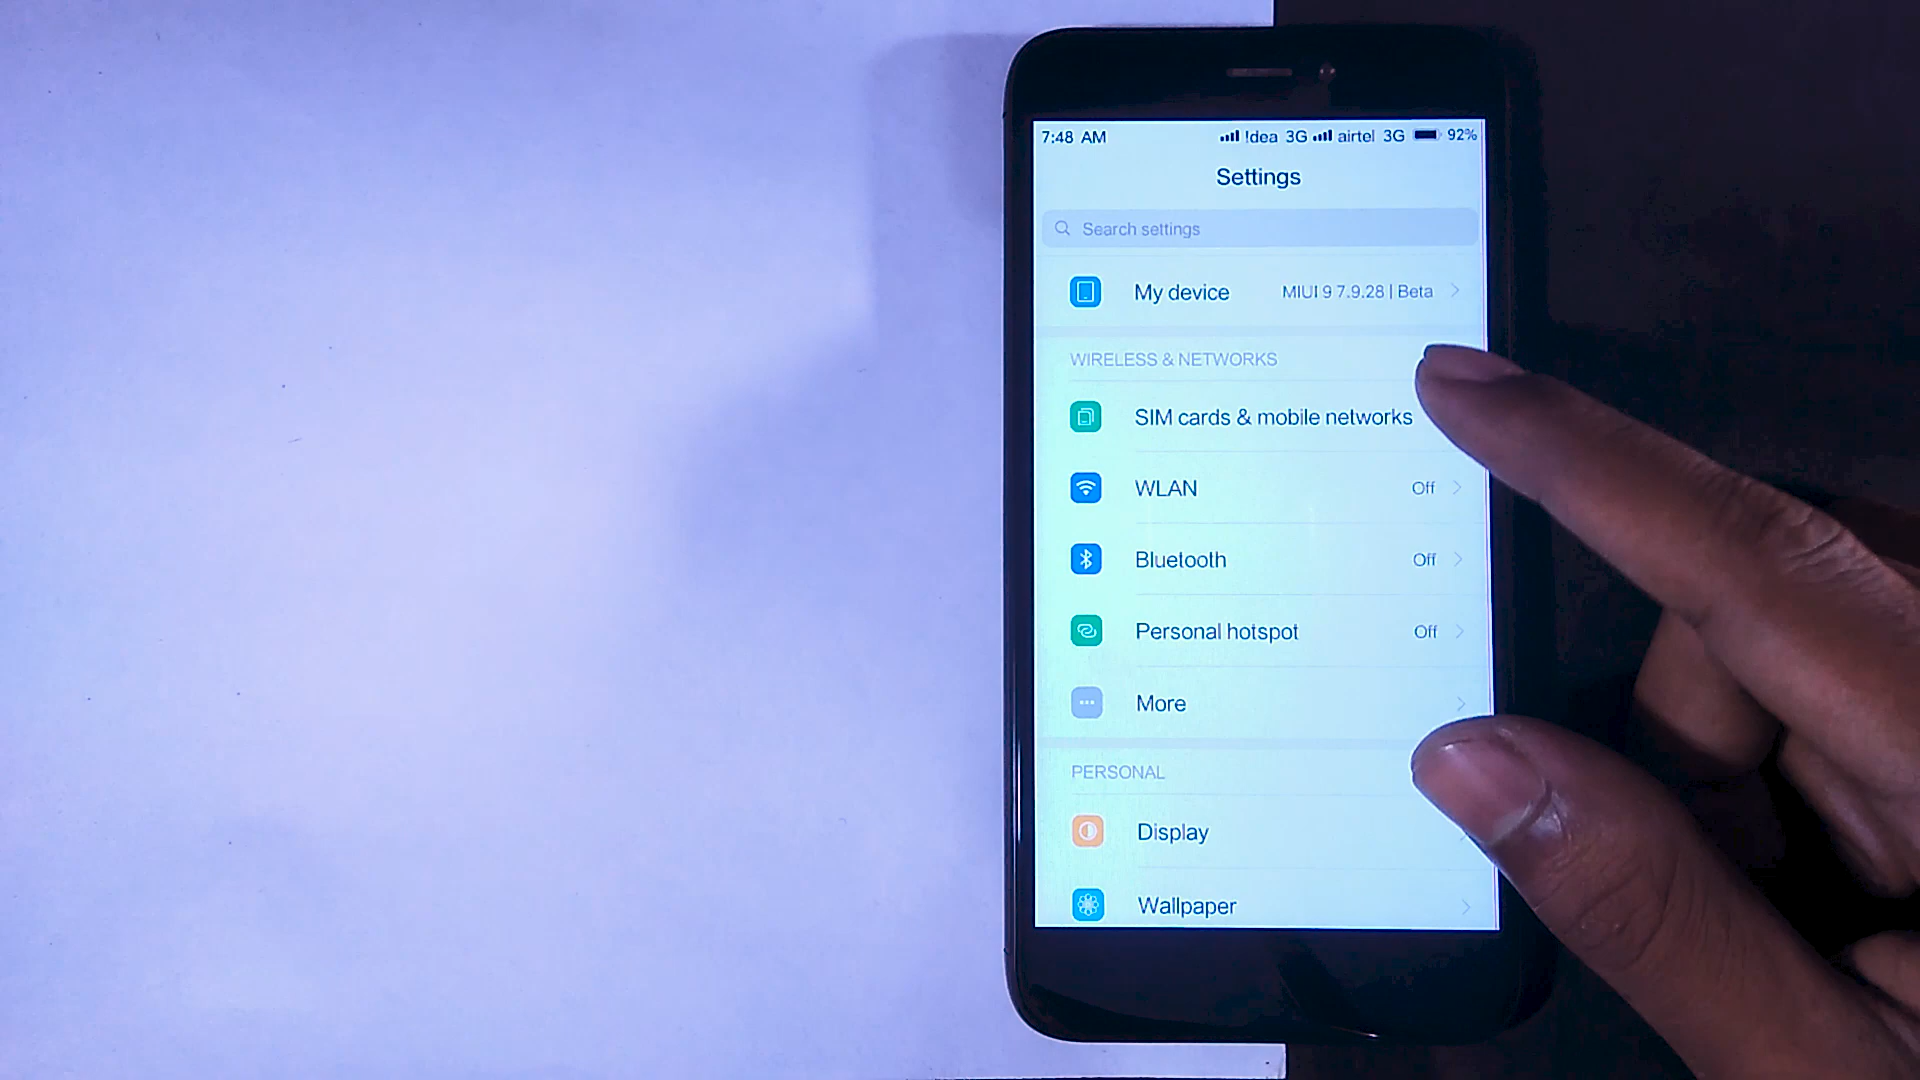 7:48 AM !dea 3G airtel 3G 92%
Settings
Search settings
My device MIUI 9 7.9.28 | Beta
WIRELESS & NETWORKS
SIM cards & mobile networks
WLAN Off
Bluetooth Off
Personal hotspot Off
More
PERSONAL
Display
Wallpaper